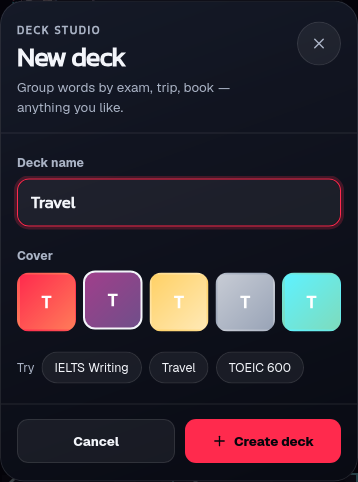 DECK STUDIO
New deck
Group words by exam, trip, book —
anything you like.
Deck name
Travel
Cover
T T T T T
Try IELTS Writing Travel TOEIC 600
Cancel + Create deck